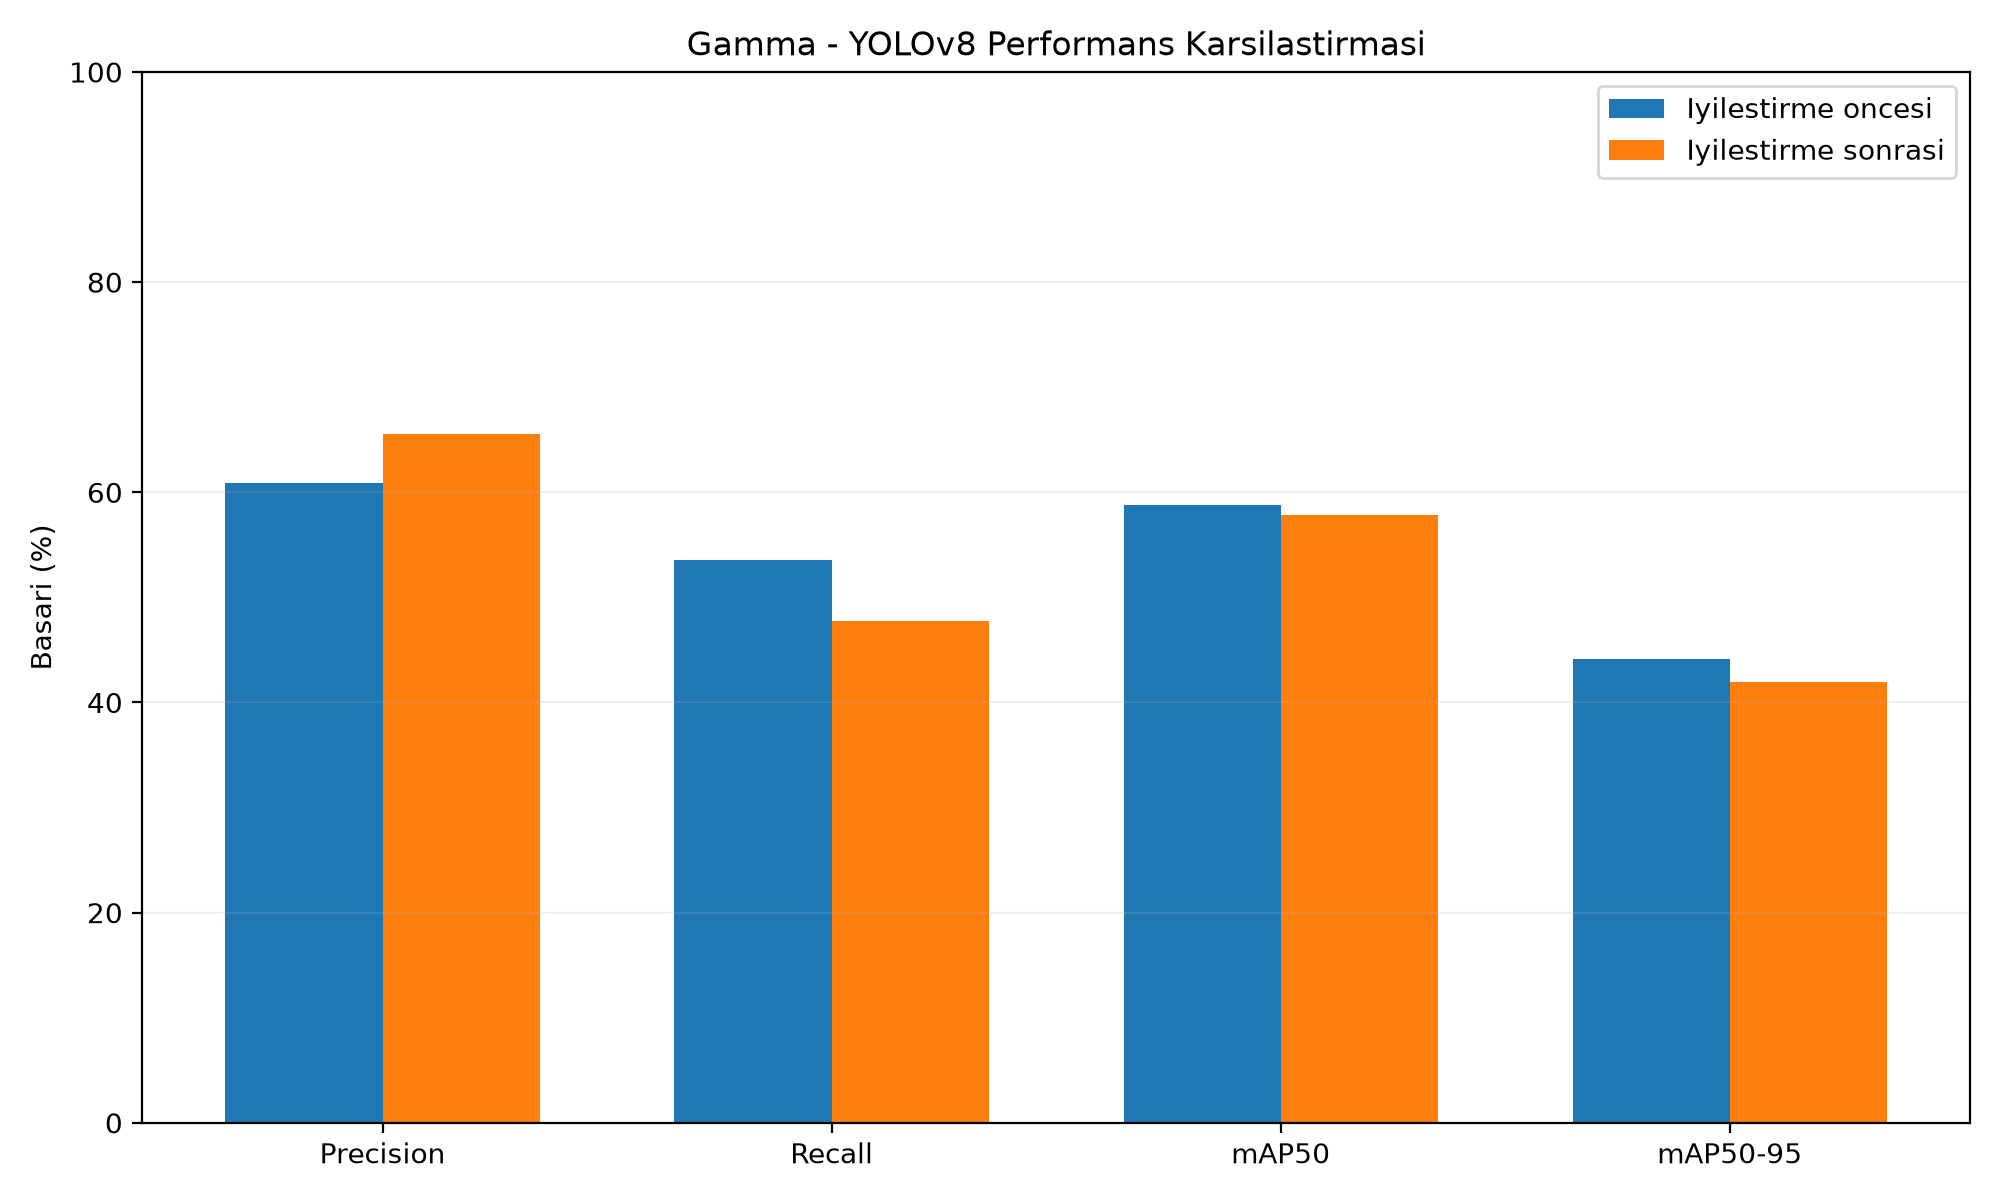 Gamma - YOLOv8 Performans Karsilastirmasi
Iyilestirme oncesi
Iyilestirme sonrasi
Basari (%)
100
80
60
40
20
0
Precision
Recall
mAP50
mAP50-95